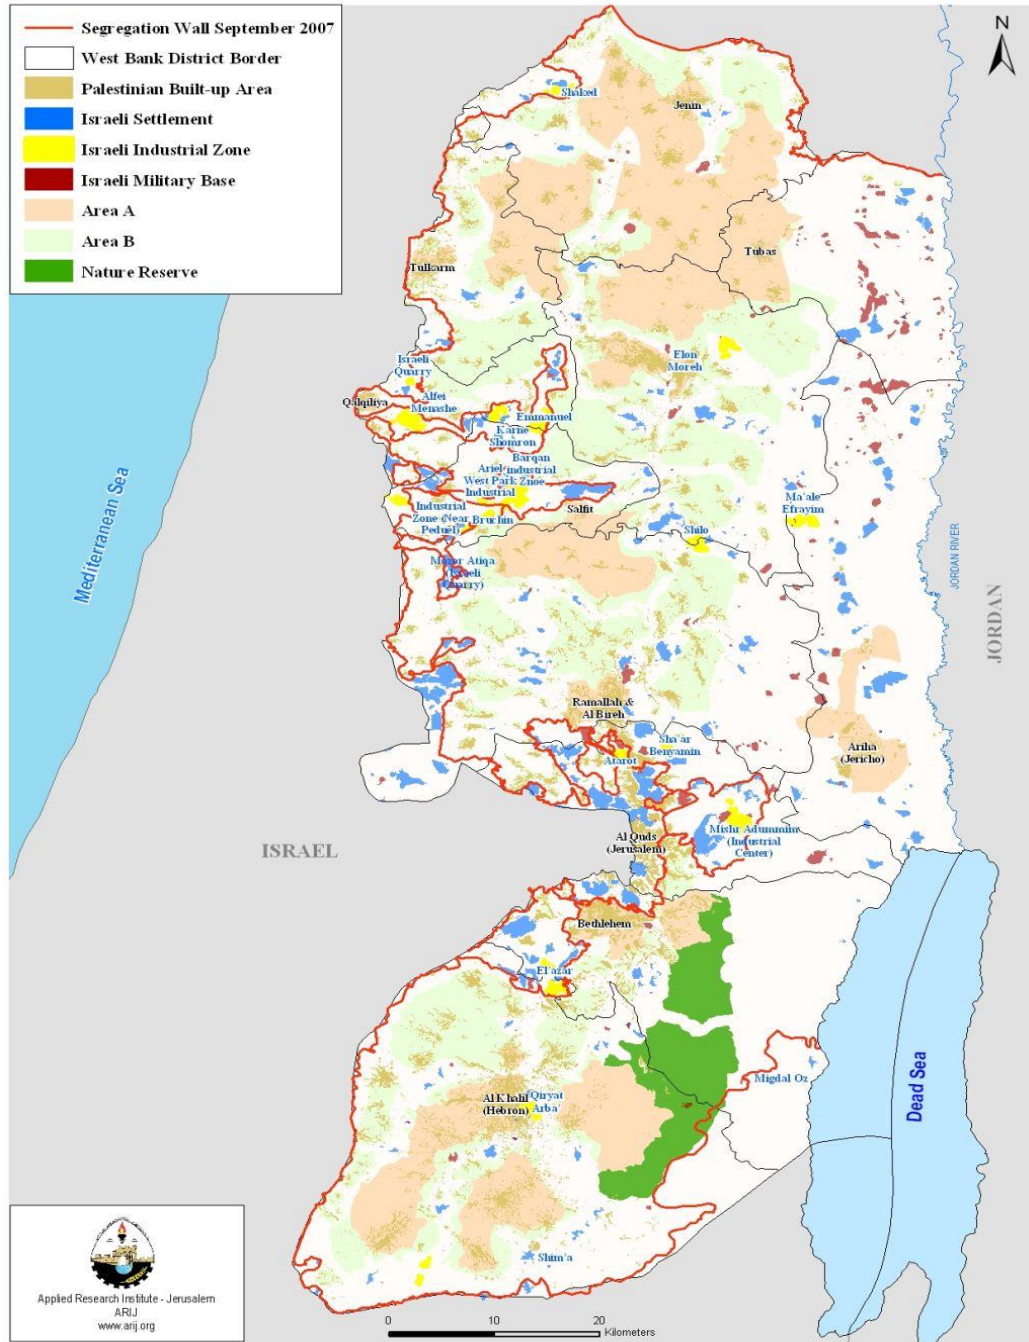 Segregation Wall September 2007
West Bank District Border
Palestinian Built-up Area
Israeli Settlement
Israeli Industrial Zone
Israeli Military Base
Area A
Area B
Nature Reserve
N
Shaked
Jenin
Tubas
Tulkarm
Israeli
Quarry
Elon
Moreh
Qalqiliya
Alfei
Menashe
Emmanuel
Karne
Shomron
Barqan
industrial
Znoe
Ariel
West Park
Industrial
Industrial
Zone (Near
Peduel)
Bruchin
Salfit
Ma'ale
Efrayim
Shilo
Atiqa
Quarry)
Mediterranean Sea
JORDAN RIVER
JORDAN
Ramallah &
Al Bireh
Sha'ar
Benyamin
Atarot
Ariha
(Jericho)
Al Quds
(Jerusalem)
Mishr Adummim
(Industrial
Center)
ISRAEL
Bethlehem
El'azar
Dead Sea
Migdal Oz
Al Khalil
(Hebron)
Qiryat
Arba'
Shim'a
Applied Research Institute - Jerusalem
ARIJ
www.arij.org
0 10 20
Kilometers